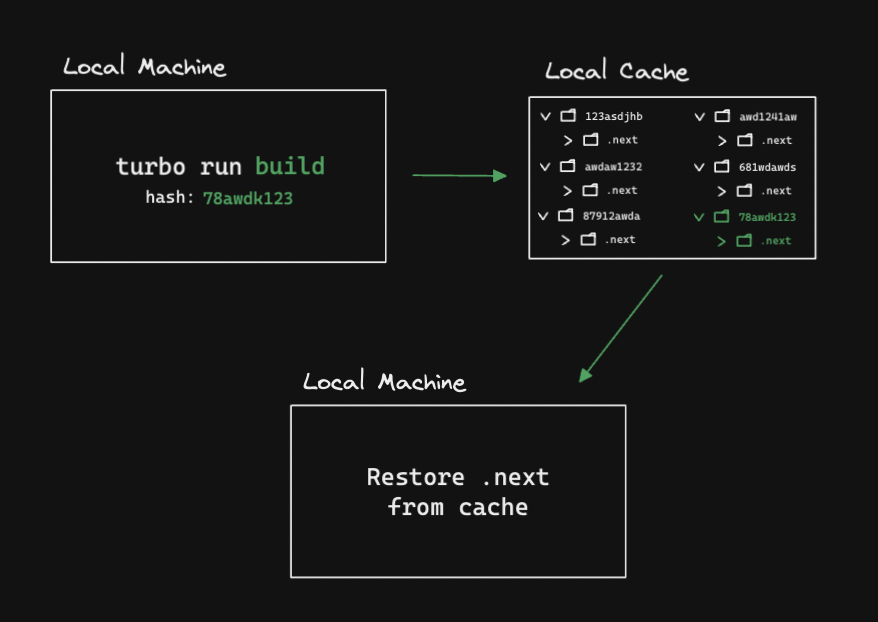 Local Machine
turbo run build
hash: 78awdk123
Local Cache
123asdjhb
.next
awdaw1232
.next
87912awda
.next
awd1241aw
.next
681wdawds
.next
78awdk123
.next
Local Machine
Restore .next
from cache